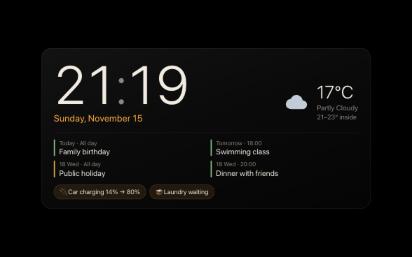 21:19
17°C
Partly Cloudy
21–23° inside
Sunday, November 15
Today · All day
Family birthday
Tomorrow · 18:00
Swimming class
18 Wed · All day
Public holiday
18 Wed · 20:00
Dinner with friends
Car charging 14% → 80%
Laundry waiting